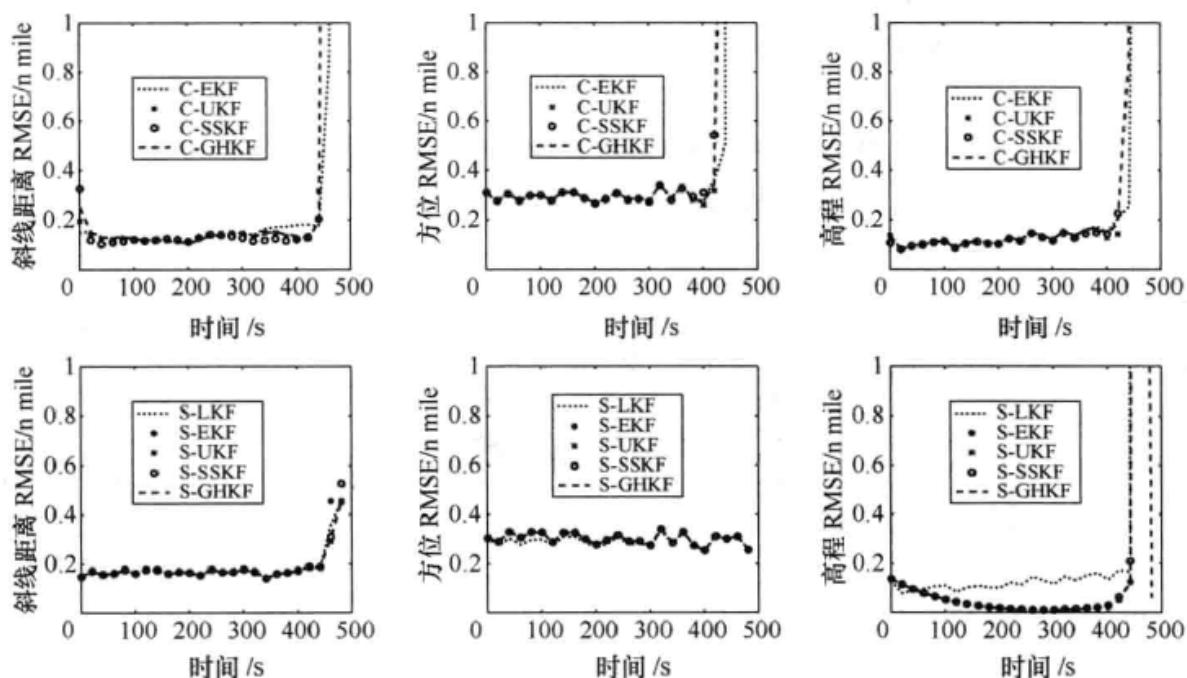 斜线距离 RMSE/n mile
1
0.8
0.6
0.4
0.2
C-EKF
C-UKF
C-SSKF
C-GHKF
0 100 200 300 400 500
时间 /s
方位 RMSE/n mile
1
0.8
0.6
0.4
0.2
C-EKF
C-UKF
C-SSKF
C-GHKF
0 100 200 300 400 500
时间 /s
高程 RMSE/n mile
1
0.8
0.6
0.4
0.2
C-EKF
C-UKF
C-SSKF
C-GHKF
0 100 200 300 400 500
时间 /s
斜线距离 RMSE/n mile
1
0.8
0.6
0.4
0.2
S-LKF
S-EKF
S-UKF
S-SSKF
S-GHKF
0 100 200 300 400 500
时间 /s
方位 RMSE/n mile
1
0.8
0.6
0.4
0.2
S-LKF
S-EKF
S-UKF
S-SSKF
S-GHKF
0 100 200 300 400 500
时间 /s
高程 RMSE/n mile
1
0.8
0.6
0.4
0.2
S-LKF
S-EKF
S-UKF
S-SSKF
S-GHKF
0 100 200 300 400 500
时间 /s